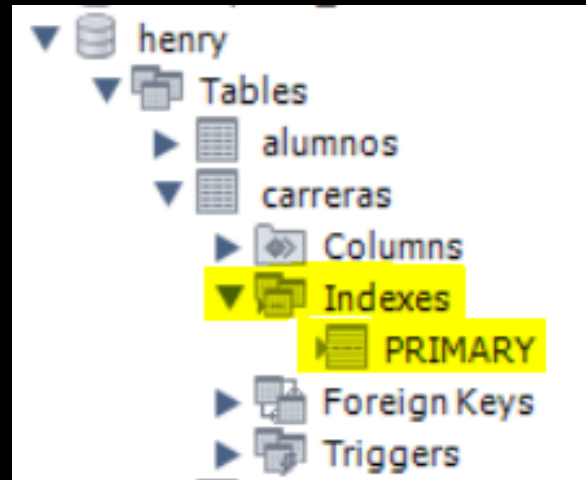 henry
Tables
alumnos
carreras
Columns
Indexes
PRIMARY
Foreign Keys
Triggers